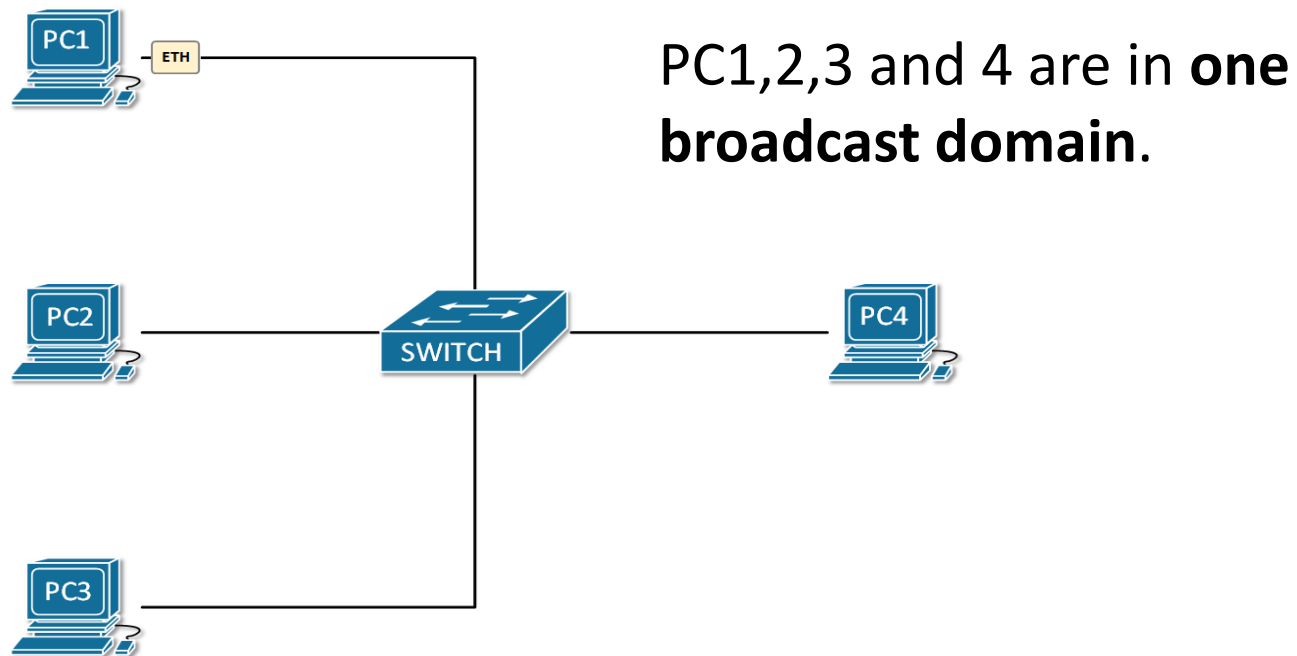 PC1
ETH
PC1,2,3 and 4 are in one
broadcast domain.
PC2
SWITCH
PC4
PC3